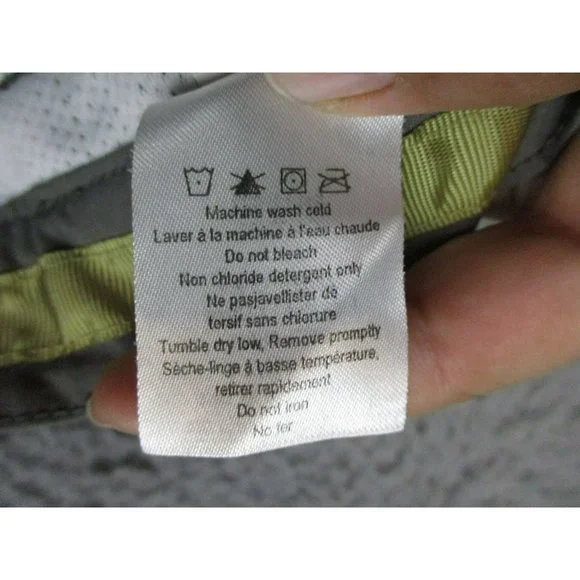 Machine wash cold
Laver à la machine à l'eau chaude
Do not bleach
Non chloride detergent only
Ne pasjavellister de
tersif sans chlorure
Tumble dry low, Remove promptly
Sèche-linge à basse température,
retirer rapidement
Do not iron
No fer